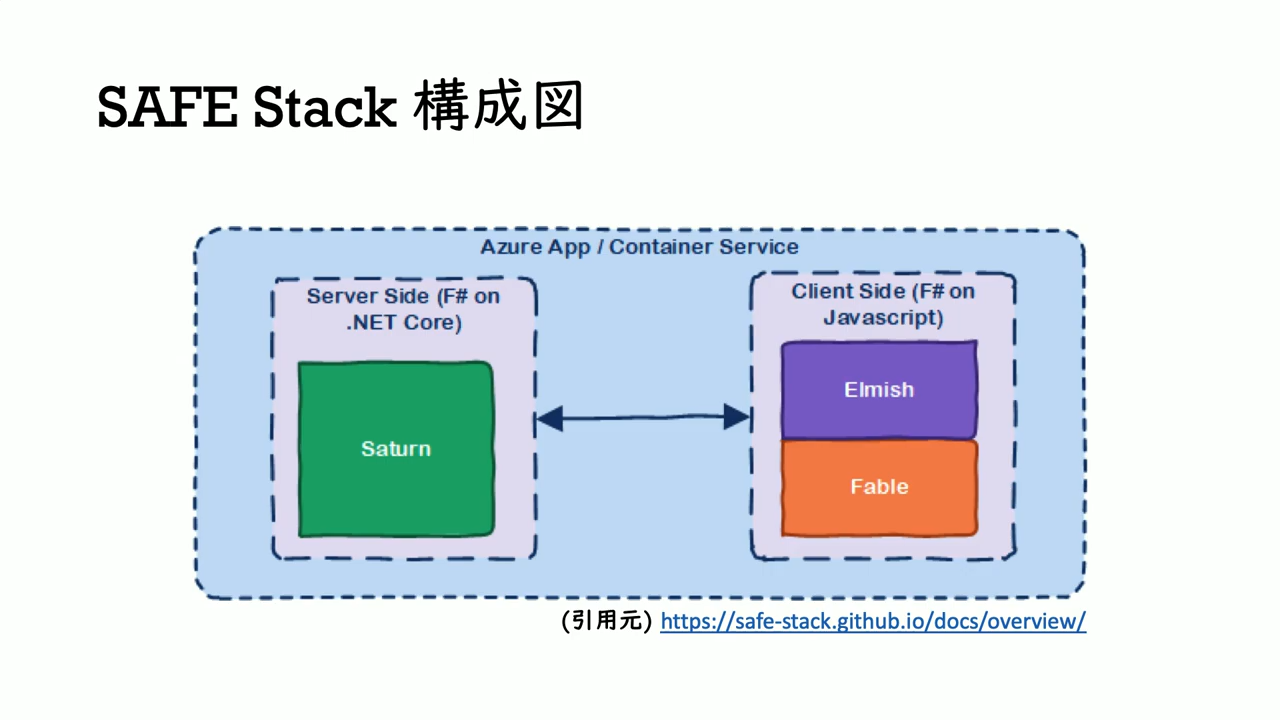 SAFE Stack 構成図
Azure App / Container Service
Server Side (F# on
.NET Core)
Saturn
Client Side (F# on
Javascript)
Elmish
Fable
(引用元) https://safe-stack.github.io/docs/overview/